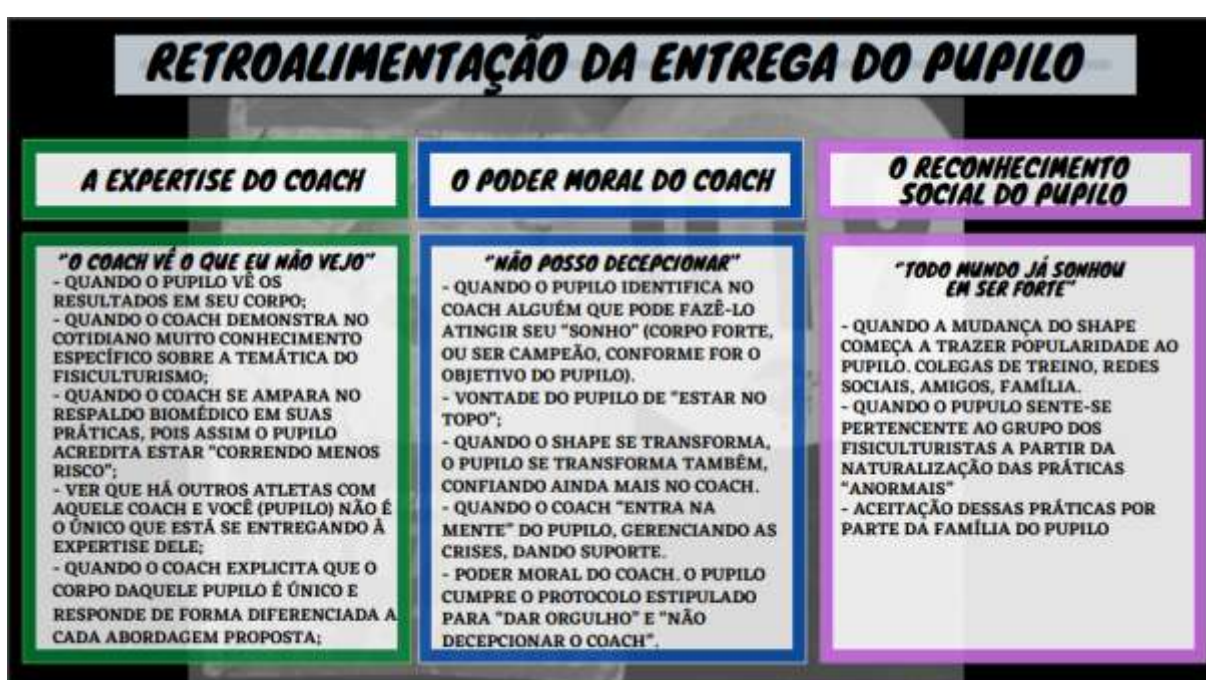 RETROALIMENTAÇÃO DA ENTREGA DO PUPILO
A EXPERTISE DO COACH
"O COACH VÊ O QUE EU NÃO VEJO"
- QUANDO O PUPILO VÊ OS
RESULTADOS EM SEU CORPO;
- QUANDO O COACH DEMONSTRA NO
COTIDIANO MUITO CONHECIMENTO
ESPECÍFICO SOBRE A TEMÁTICA DO
FISICULTURISMO;
- QUANDO O COACH SE AMPARA NO
RESPALDO BIOMÉDICO EM SUAS
PRÁTICAS, POIS ASSIM O PUPILO
ACREDITA ESTAR "CORRENDO MENOS
RISCO";
- VER QUE HÁ OUTROS ATLETAS COM
AQUELE COACH E VOCÊ (PUPILO) NÃO É
O ÚNICO QUE ESTÁ SE ENTREGANDO À
EXPERTISE DELE;
- QUANDO O COACH EXPLICITA QUE O
CORPO DAQUELE PUPILO É ÚNICO E
RESPONDE DE FORMA DIFERENCIADA A
CADA ABORDAGEM PROPOSTA;
O PODER MORAL DO COACH
"NÃO POSSO DECEPCIONAR"
- QUANDO O PUPILO IDENTIFICA NO
COACH ALGUÉM QUE PODE FAZÊ-LO
ATINGIR SEU "SONHO" (CORPO FORTE,
OU SER CAMPEÃO, CONFORME FOR O
OBJETIVO DO PUPILO).
- VONTADE DO PUPILO DE "ESTAR NO
TOPO";
- QUANDO O SHAPE SE TRANSFORMA,
O PUPILO SE TRANSFORMA TAMBÉM,
CONFIANDO AINDA MAIS NO COACH.
- QUANDO O COACH "ENTRA NA
MENTE" DO PUPILO, GERENCIANDO AS
CRISES, DANDO SUPORTE.
- PODER MORAL DO COACH. O PUPILO
CUMPRE O PROTOCOLO ESTIPULADO
PARA "DAR ORGULHO" E "NÃO
DECEPCIONAR O COACH".
O RECONHECIMENTO
SOCIAL DO PUPILO
"TODO MUNDO JÁ SONHOU
EM SER FORTE"
- QUANDO A MUDANÇA DO SHAPE
COMEÇA A TRAZER POPULARIDADE AO
PUPILO. COLEGAS DE TREINO, REDES
SOCIAIS, AMIGOS, FAMÍLIA.
- QUANDO O PUPULO SENTE-SE
PERTENCENTE AO GRUPO DOS
FISICULTURISTAS A PARTIR DA
NATURALIZAÇÃO DAS PRÁTICAS
"ANORMAIS"
- ACEITAÇÃO DESSAS PRÁTICAS POR
PARTE DA FAMÍLIA DO PUPILO